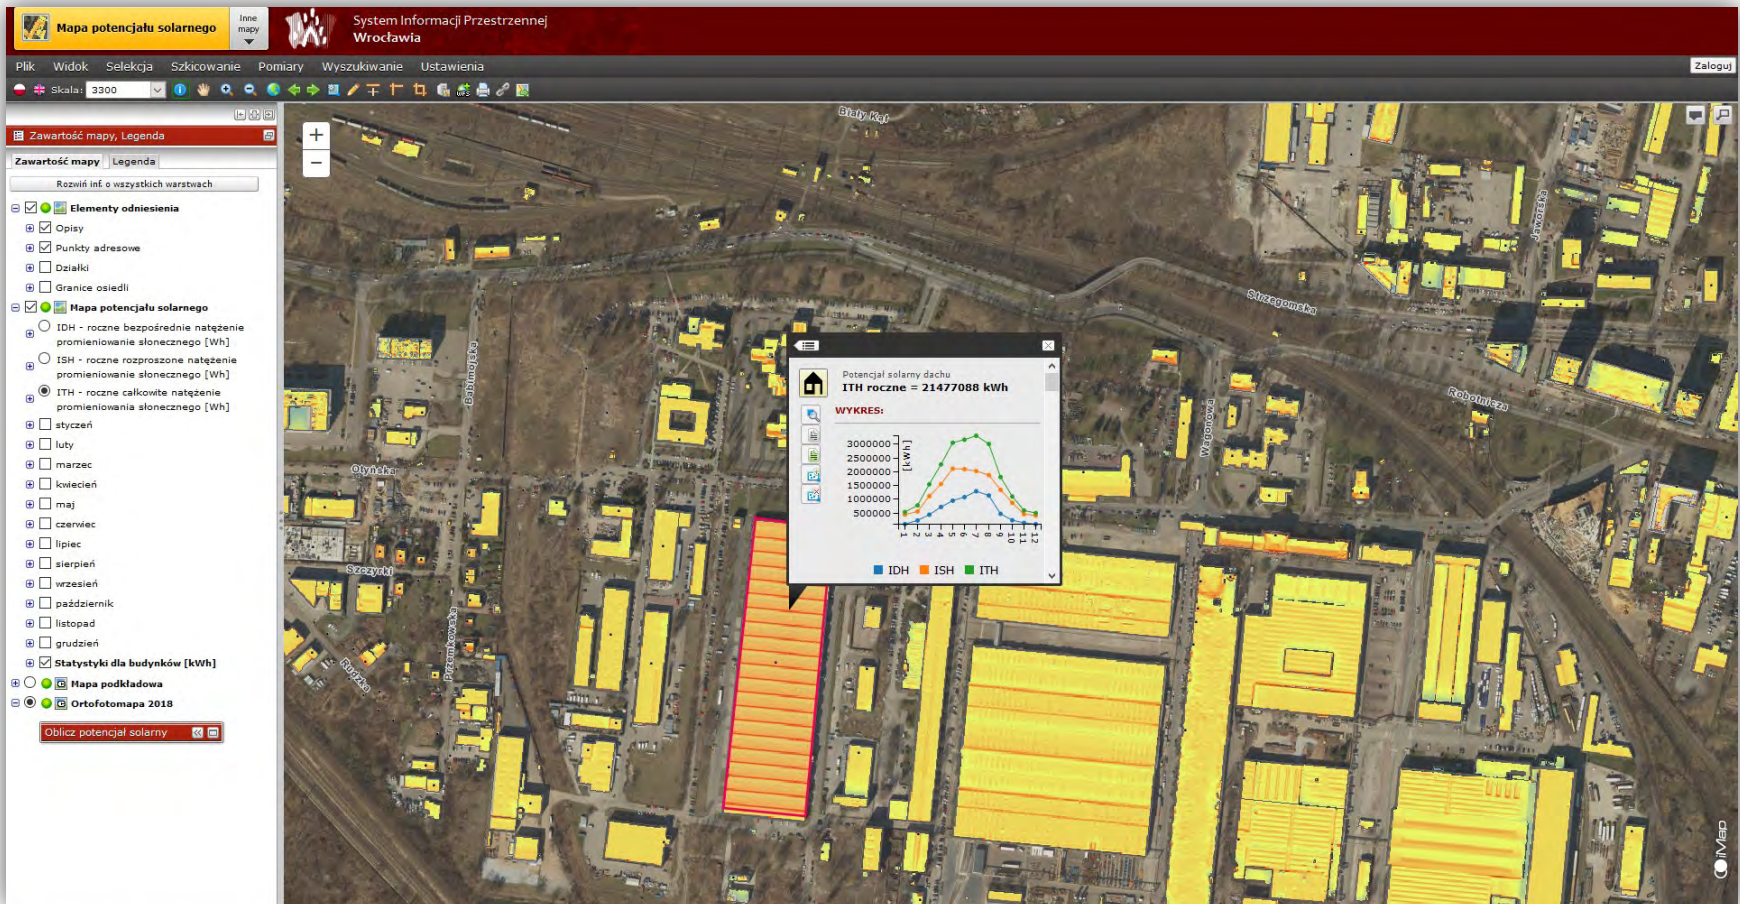 Mapa potencjału solarnego
Inne
mapy
System Informacji Przestrzennej
Wrocławia
Plik Widok Selekcja Szkicowanie Pomiary Wyszukiwanie Ustawienia
Zaloguj
Skala: 3300
Zawartość mapy, Legenda
Zawartość mapy Legenda
Rozwiń inf. o wszystkich warstwach
Elementy odniesienia
Opisy
Punkty adresowe
Działki
Granice osiedli
Mapa potencjału solarnego
IDH - roczne bezpośrednie natężenie
promieniowanie słonecznego [Wh]
ISH - roczne rozproszone natężenie
promieniowanie słonecznego [Wh]
ITH - roczne całkowite natężenie
promieniowania słonecznego [Wh]
styczeń
luty
marzec
kwiecień
maj
czerwiec
lipiec
sierpień
wrzesień
październik
listopad
grudzień
Statystyki dla budynków [kWh]
Mapa podkładowa
Ortofotomapa 2018
Oblicz potencjał solarny
+
−
Biały Kąt
Jaworska
Strzegomska
Babimojska
Robotnicza
Wagonowa
Olyńska
Szczyrki
Przemkowska
Rudzka
Potencjał solarny dachu
ITH roczne = 21477088 kWh
WYKRES:
3000000
2500000
2000000
1500000
1000000
500000
[kWh]
1 2 3 4 5 6 7 8 9 10 11 12
IDH ISH ITH
iMap